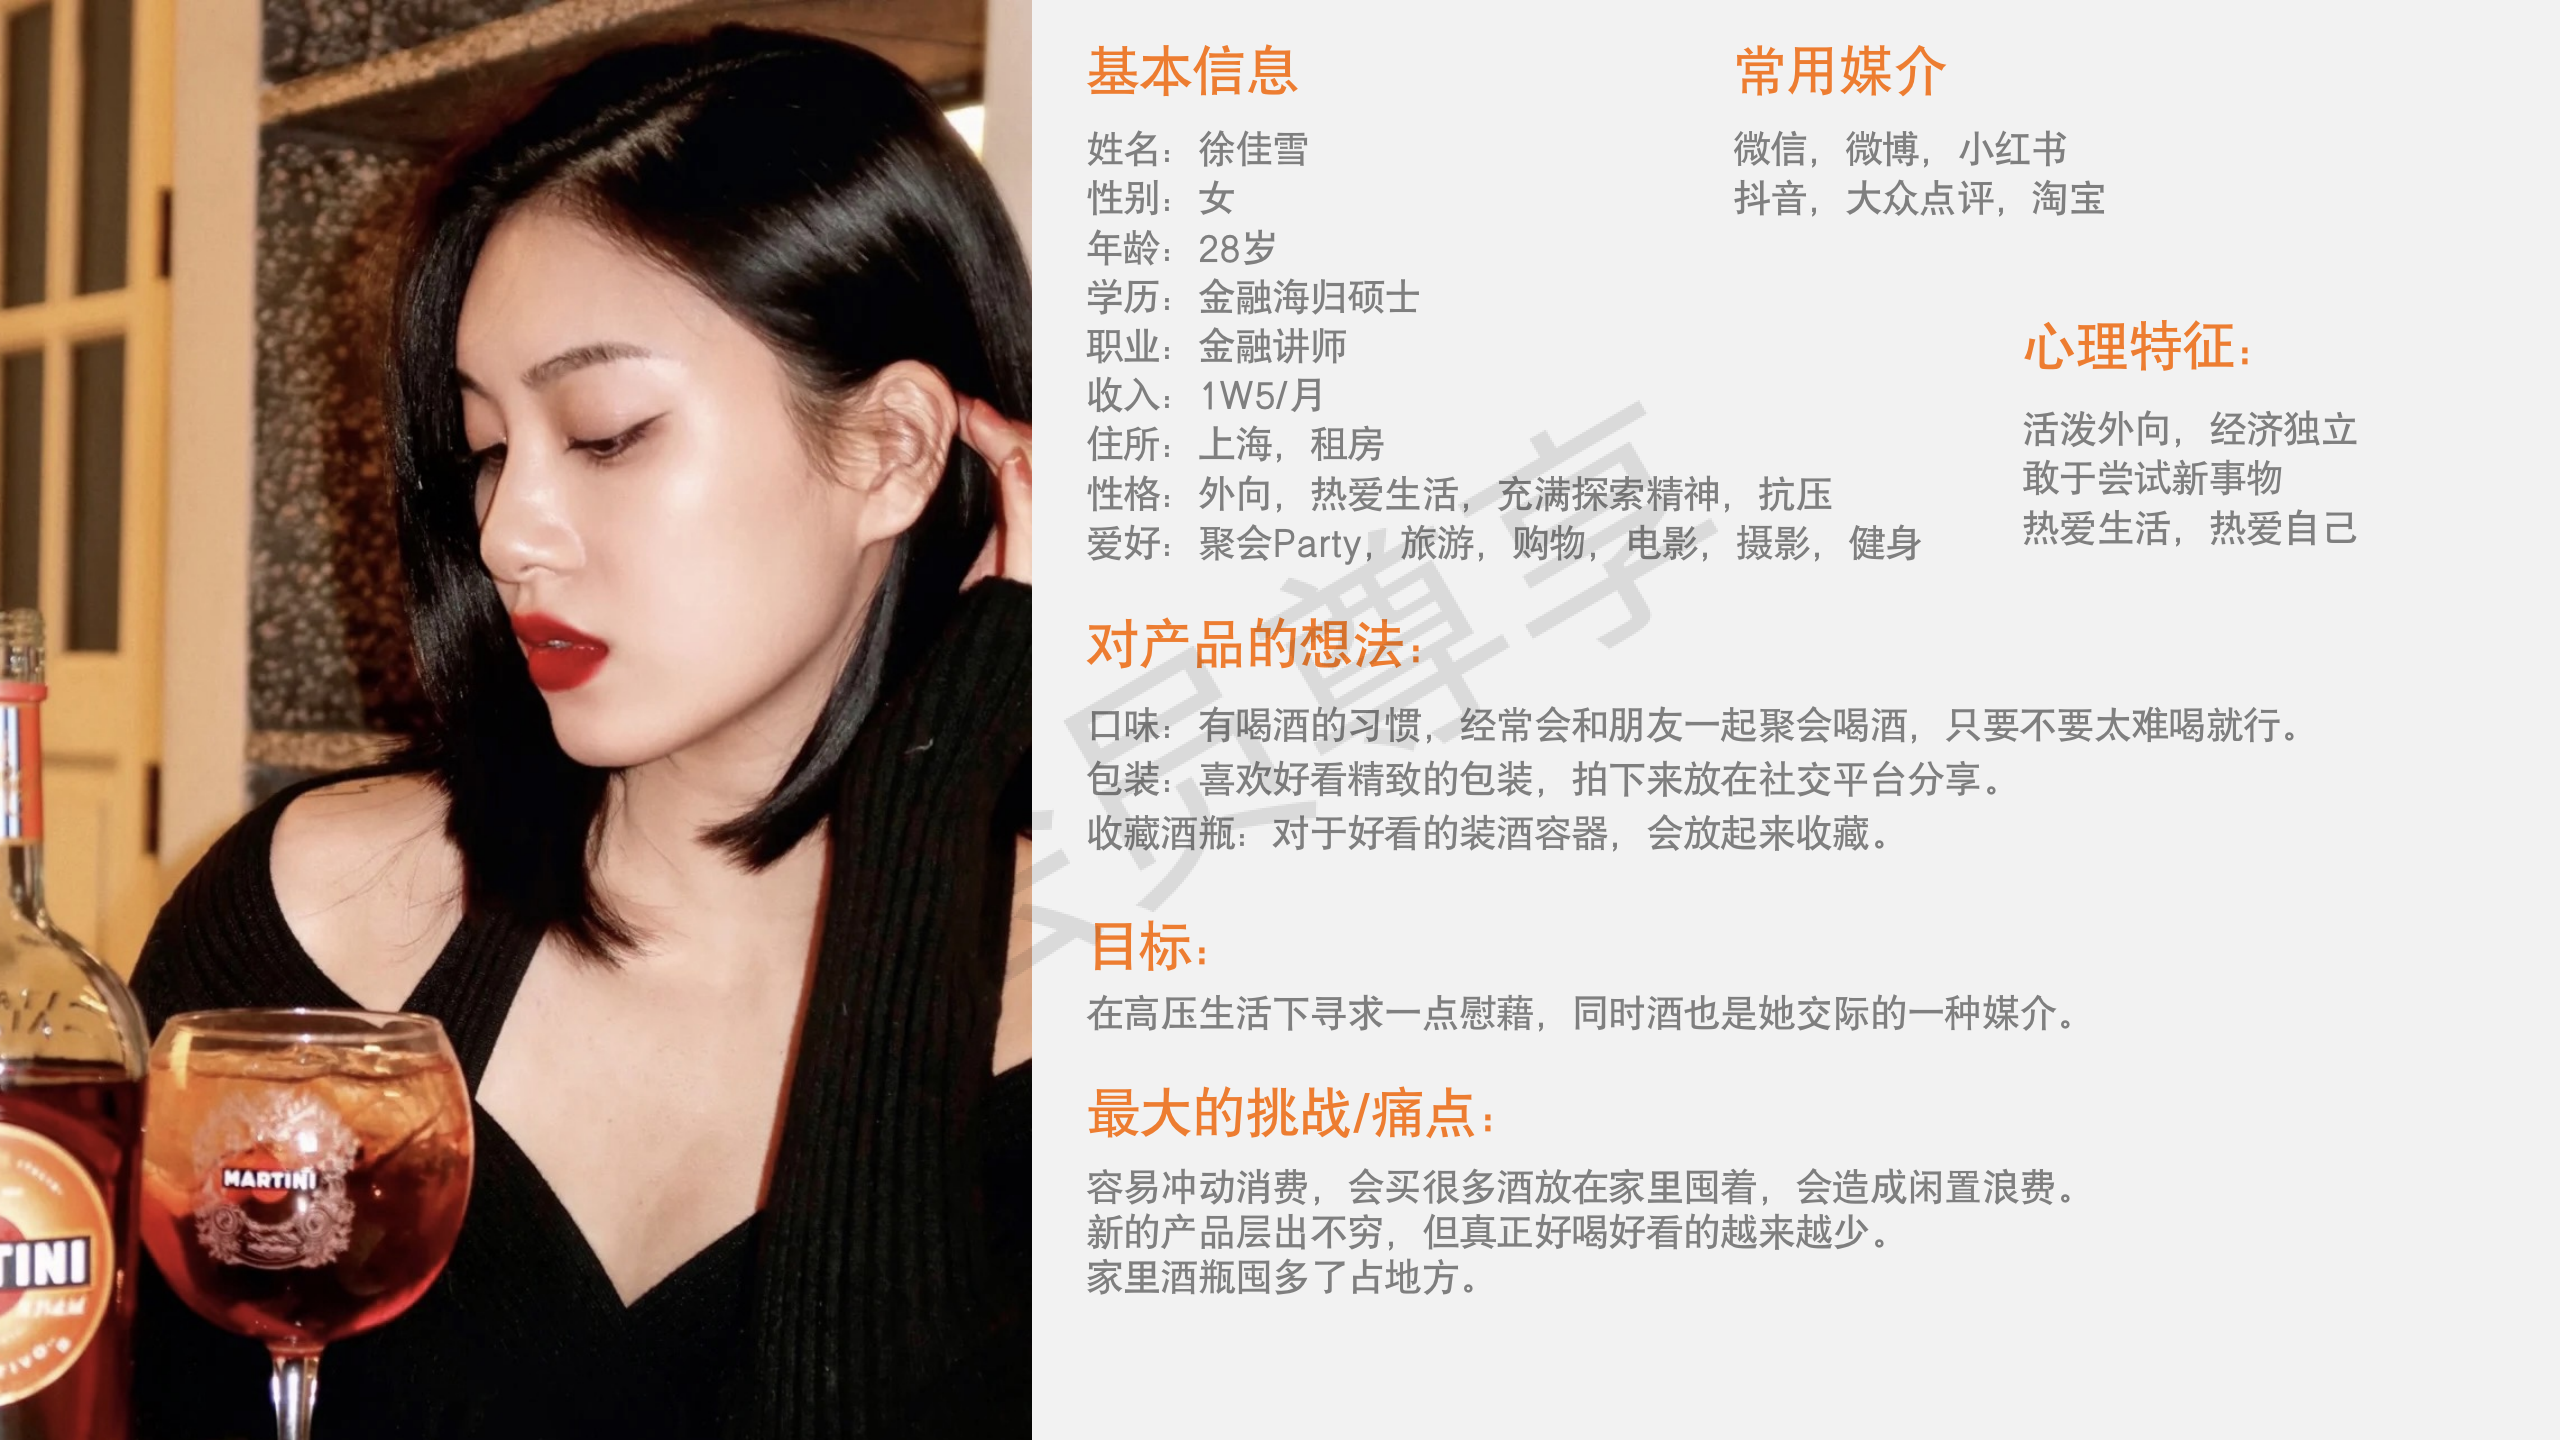 基本信息
姓名：徐佳雪
性别：女
年龄：28岁
学历：金融海归硕士
职业：金融讲师
收入：1W5/月
住所：上海，租房
性格：外向，热爱生活，充满探索精神，抗压
爱好：聚会Party，旅游，购物，电影，摄影，健身
常用媒介
微信，微博，小红书
抖音，大众点评，淘宝
心理特征：
活泼外向，经济独立
敢于尝试新事物
热爱生活，热爱自己
对产品的想法：
口味：有喝酒的习惯，经常会和朋友一起聚会喝酒，只要不要太难喝就行。
包装：喜欢好看精致的包装，拍下来放在社交平台分享。
收藏酒瓶：对于好看的装酒容器，会放起来收藏。
目标：
在高压生活下寻求一点慰藉，同时酒也是她交际的一种媒介。
最大的挑战/痛点：
容易冲动消费，会买很多酒放在家里囤着，会造成闲置浪费。
新的产品层出不穷，但真正好喝好看的越来越少。
家里酒瓶囤多了占地方。
会员尊享
MARTINI
TINI